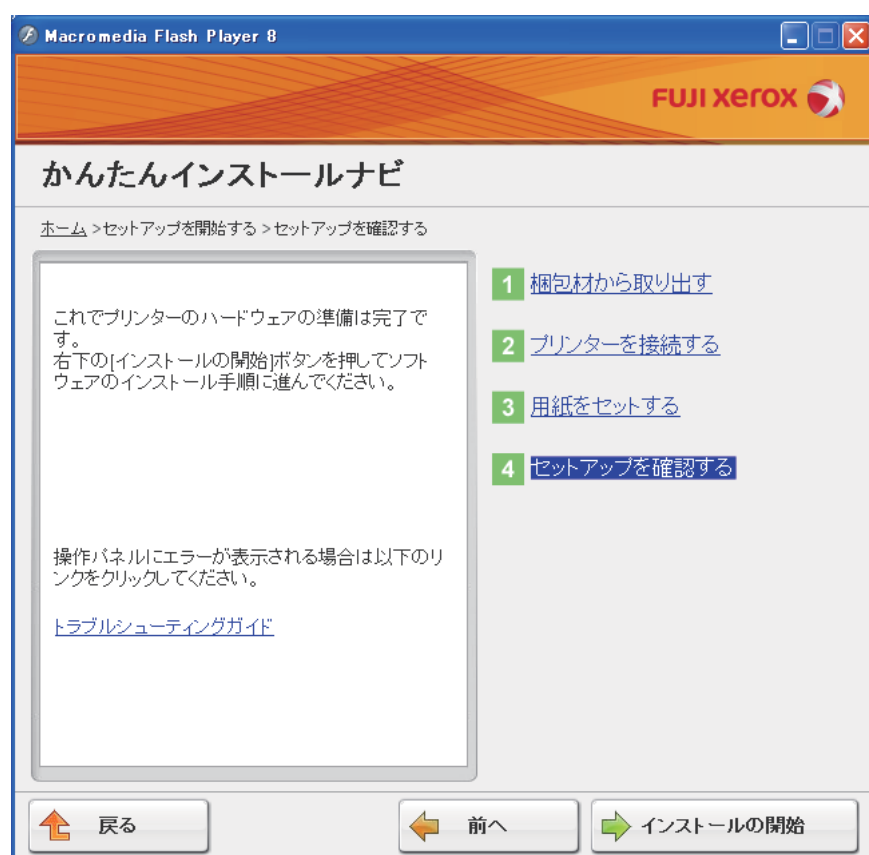 Macromedia Flash Player 8
FUJI xerox
かんたんインストールナビ
ホーム >セットアップを開始する >セットアップを確認する
これでプリンターのハードウェアの準備は完了で
す。
右下の[インストールの開始]ボタンを押してソフト
ウェアのインストール手順に進んでください。
操作パネルにエラーが表示される場合は以下のリ
ンクをクリックしてください。
トラブルシューティングガイド
1 梱包材から取り出す
2 プリンターを接続する
3 用紙をセットする
4 セットアップを確認する
戻る
前へ
インストールの開始